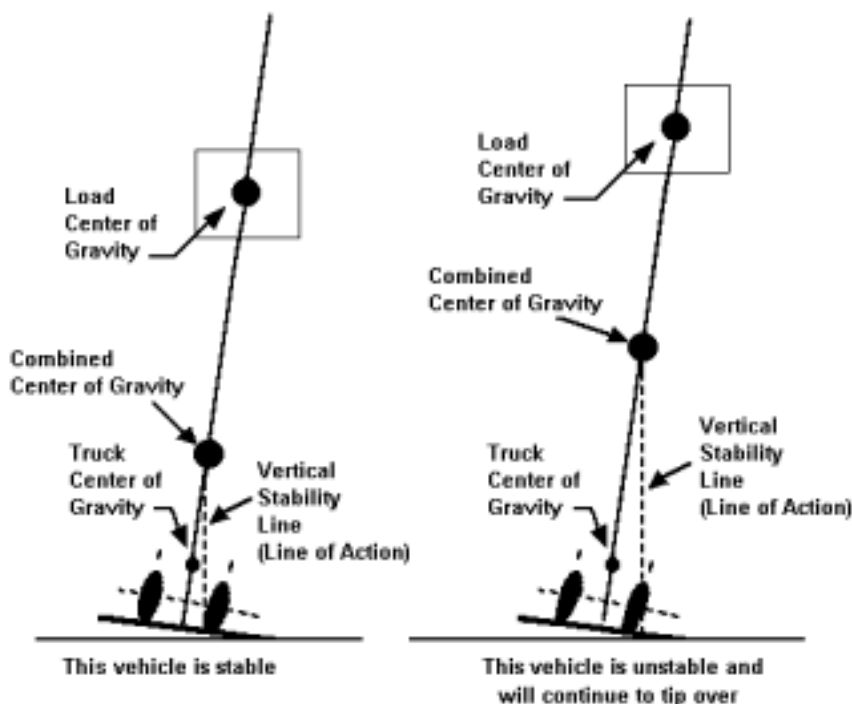 Load
Center of
Gravity
Combined
Center of Gravity
Truck
Center of
Gravity
Vertical
Stability
Line
(Line of Action)
This vehicle is stable
Load
Center of
Gravity
Combined
Center of Gravity
Truck
Center of
Gravity
Vertical
Stability
Line
(Line of Action)
This vehicle is unstable and
will continue to tip over